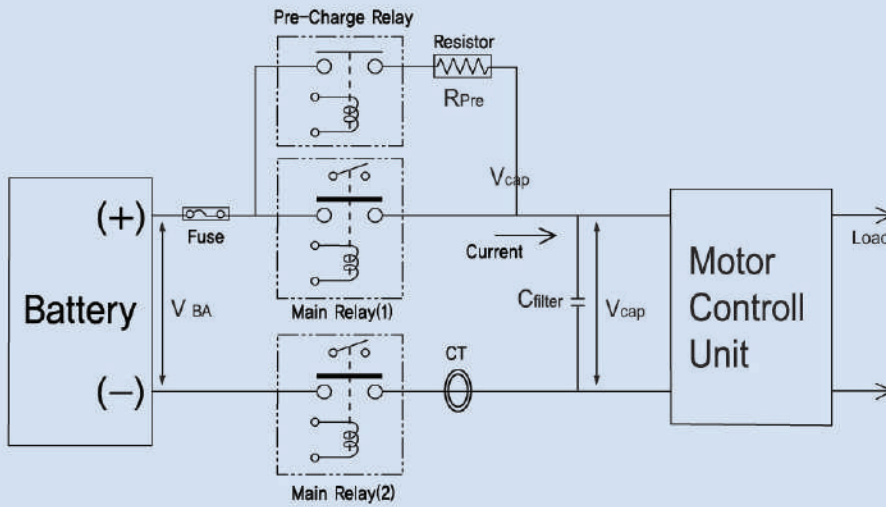 Pre-Charge Relay
Resistor
RPre
Vcap
(+)
Fuse
Current
Load
Battery
V BA
Main Relay(1)
Cfilter
Vcap
Motor
Controll
Unit
CT
(-)
Main Relay(2)